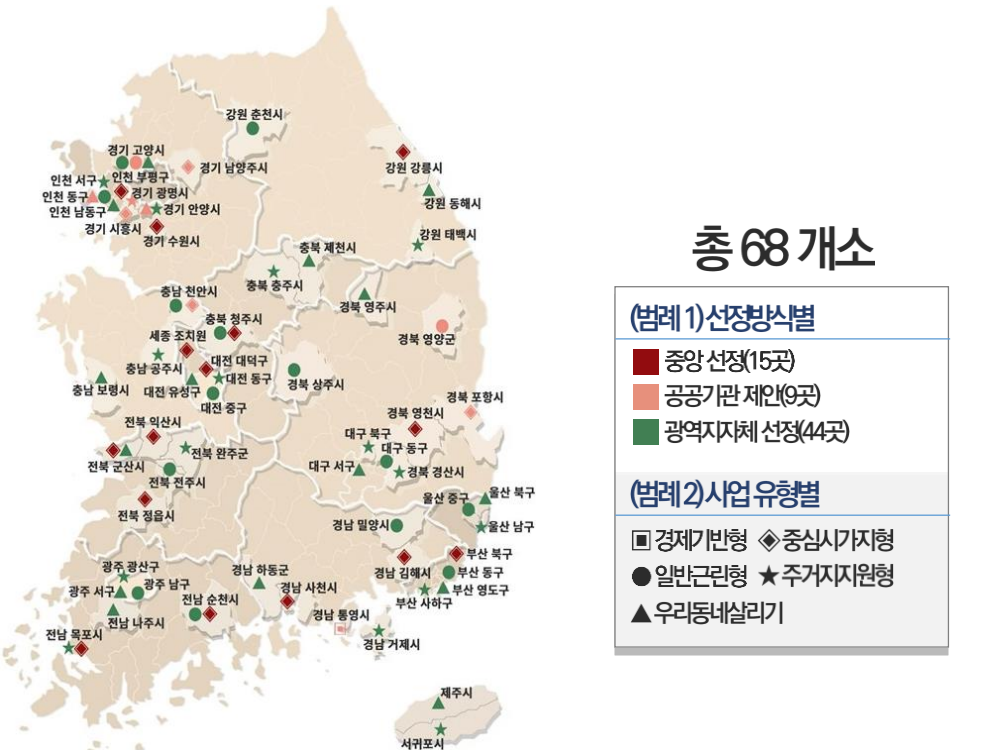 강원 춘천시
경기 고양시
강원 강릉시
경기 남양주시
인천 서구
인천 부평구
인천 동구
경기 광명시
강원 동해시
인천 남동구
경기 안양시
경기 시흥시
경기 수원시
강원 태백시
충북 제천시
충북 충주시
충남 천안시
경북 영주시
충북 청주시
세종 조치원
경북 영양군
충남 공주시
대전 대덕구
대전 동구
충남 보령시
대전 유성구
경북 상주시
대전 중구
경북 포항시
경북 영천시
전북 익산시
대구 북구
대구 동구
전북 완주군
전북 군산시
대구 서구
경북 경산시
전북 전주시
울산 중구
울산 북구
전북 정읍시
경남 밀양시
울산 남구
부산 북구
광주 광산구
경남 하동군
경남 김해시
부산 동구
광주 서구
광주 남구
경남 사천시
부산 영도구
전남 순천시
부산 사하구
전남 나주시
경남 통영시
전남 목포시
경남 거제시
제주시
서귀포시
총 68 개소
(범례 1) 선정방식별
중앙 선정(15곳)
공공기관 제안(9곳)
광역지자체 선정(44곳)
(범례 2) 사업 유형별
경제기반형 중심시가지형
일반근린형 주거지지원형
우리동네살리기